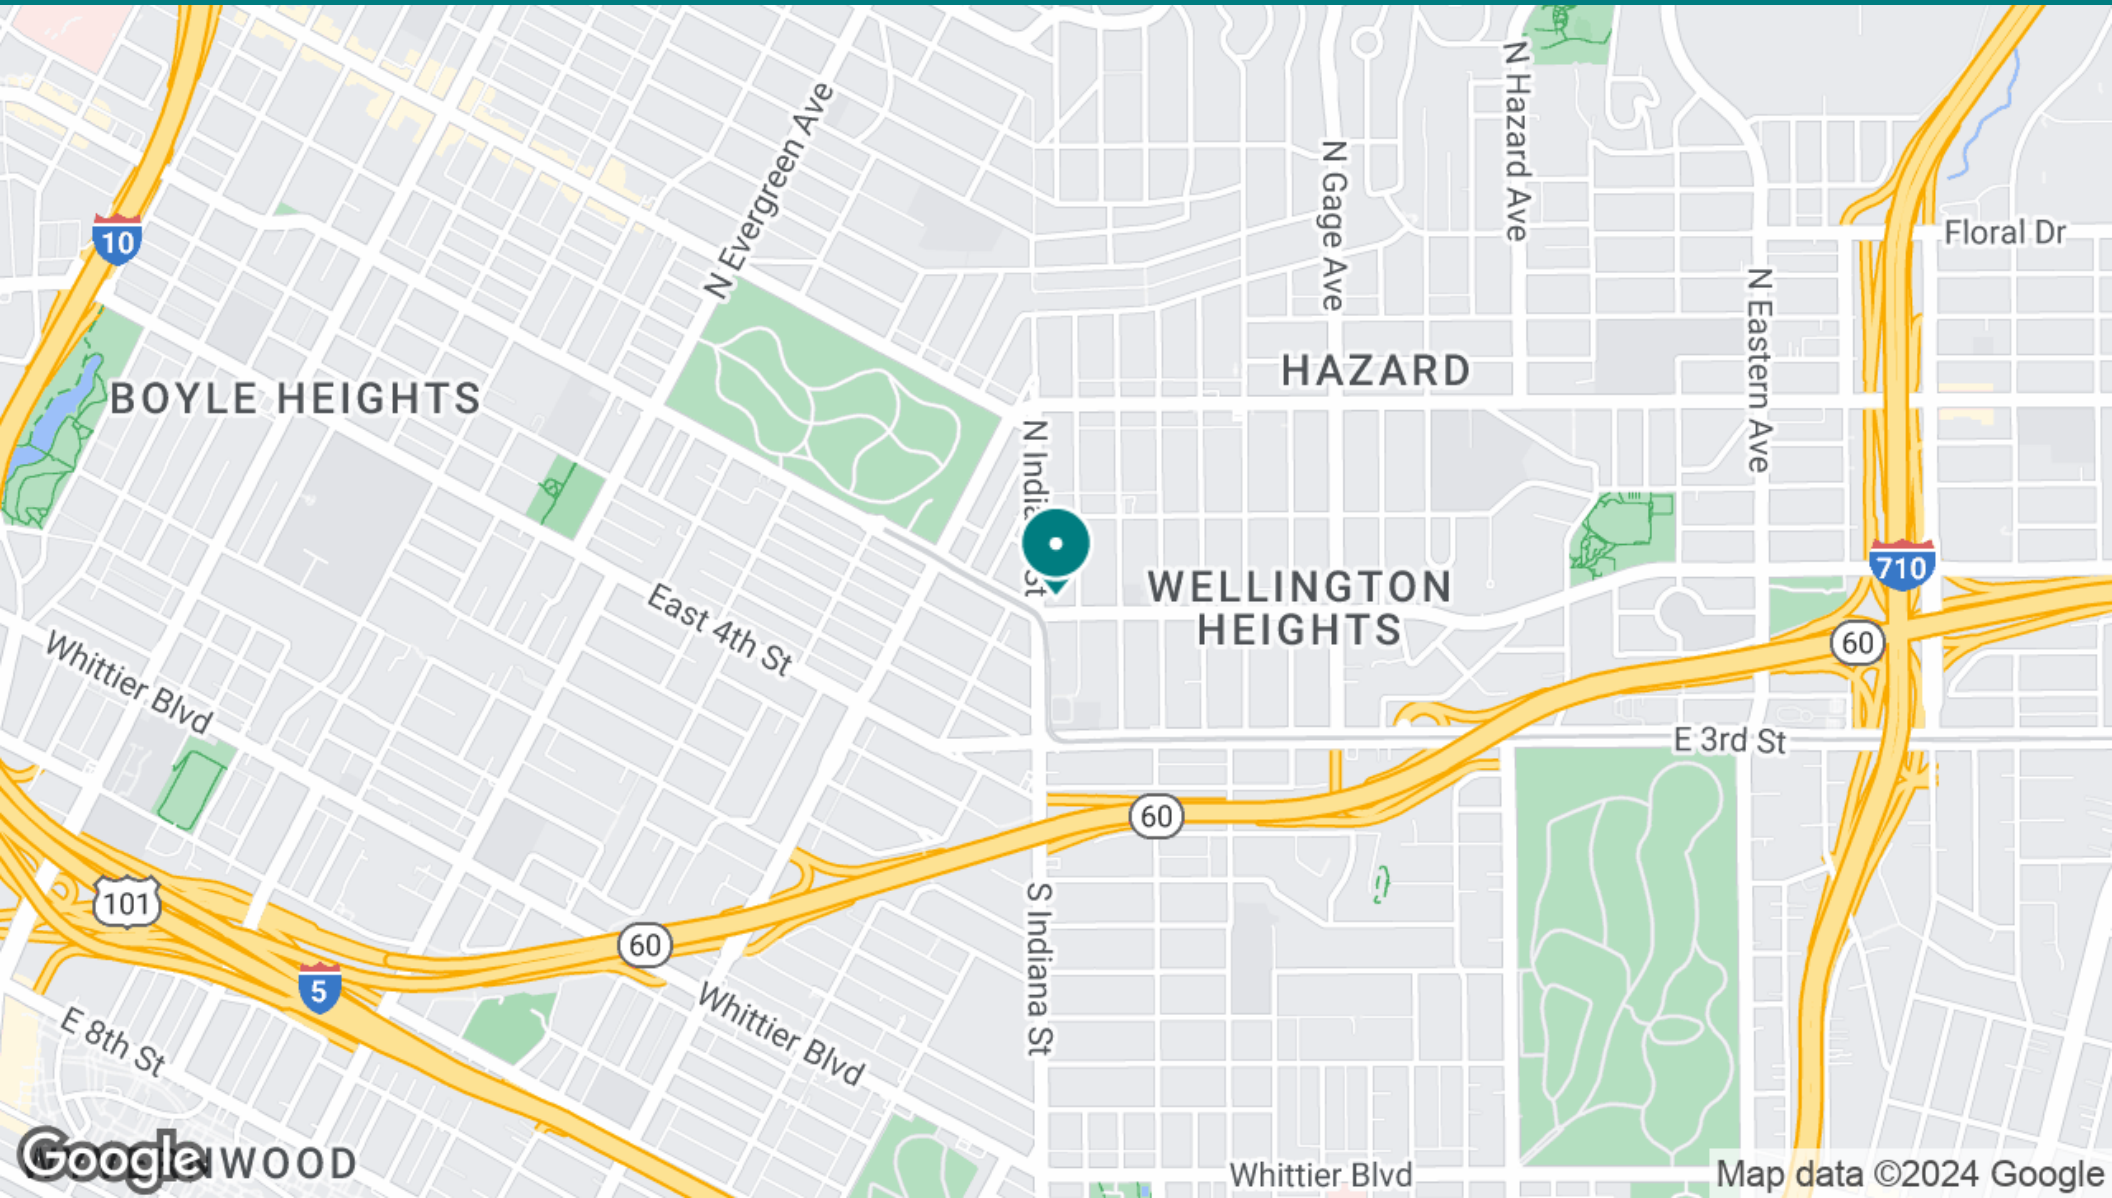 N Evergreen Ave
N Gage Ave
N Hazard Ave
10
Floral Dr
N Eastern Ave
HAZARD
BOYLE HEIGHTS
N India
St
WELLINGTON
HEIGHTS
710
East 4th St
60
Whittier Blvd
E 3rd St
60
101
60
5
S Indiana St
Whittier Blvd
E 8th St
Google
NWOOD
Whittier Blvd
Map data ©2024 Google